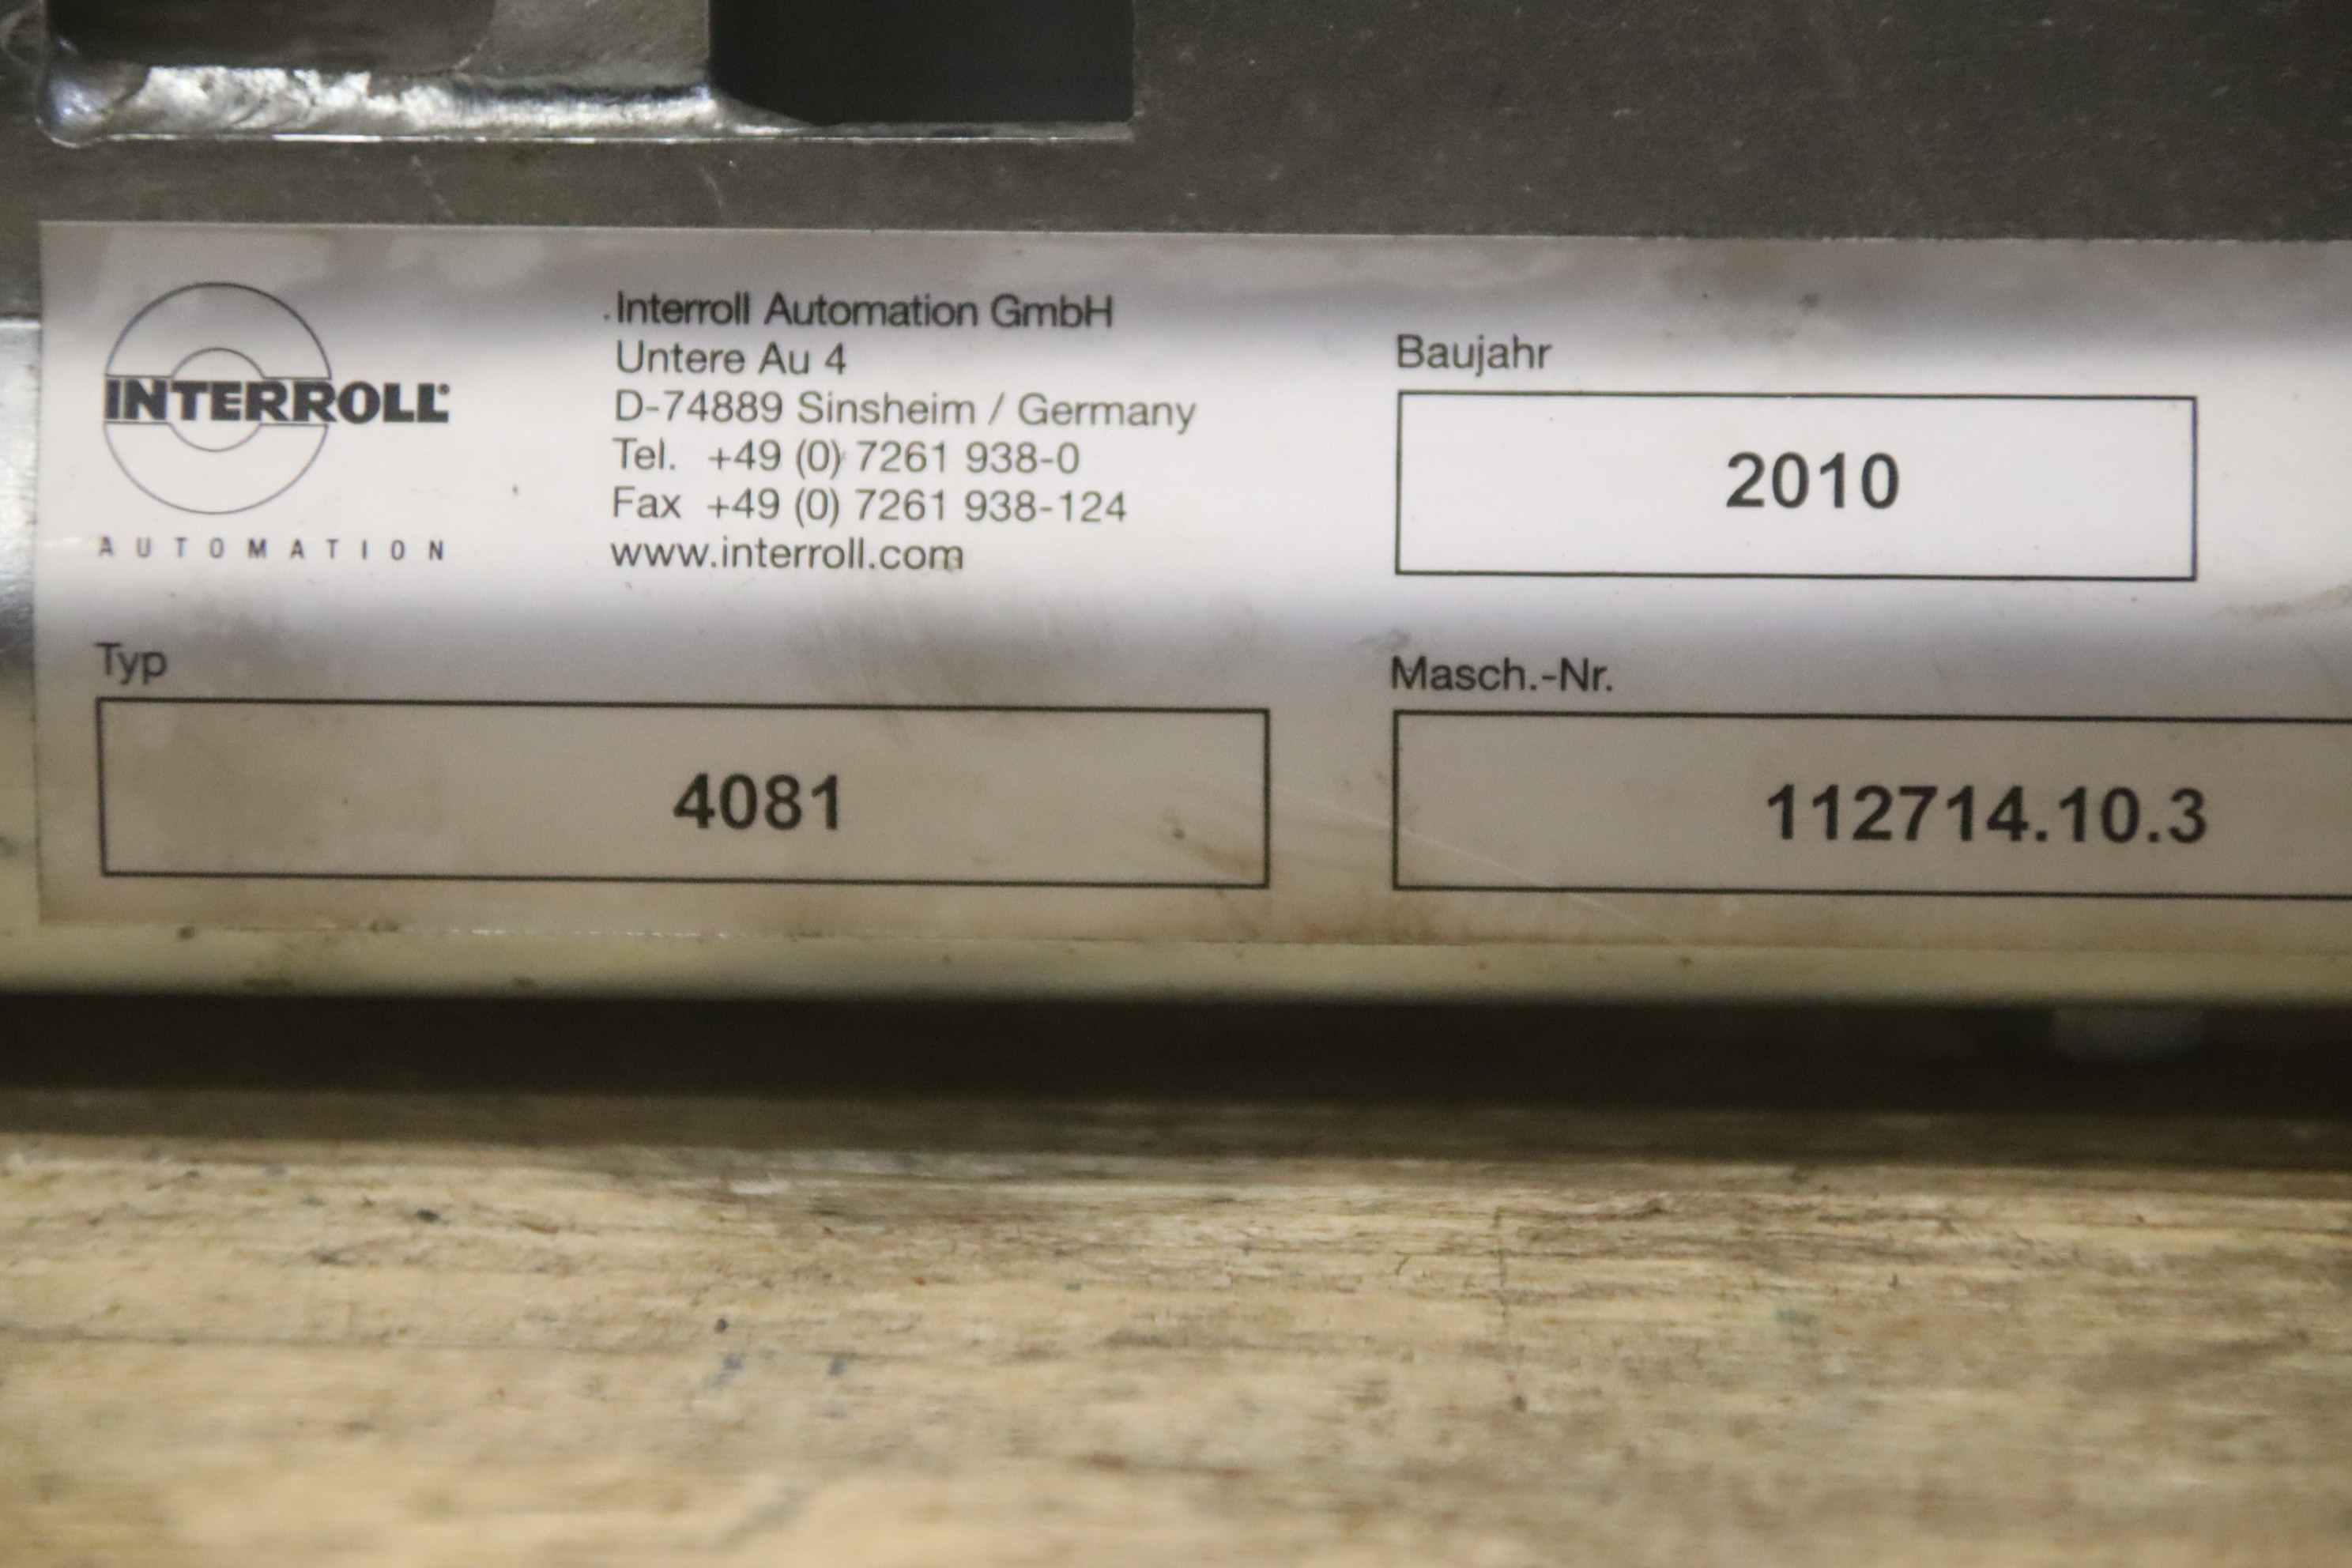 INTERROLL
AUTOMATION
Interroll Automation GmbH
Untere Au 4
D-74889 Sinsheim / Germany
Tel. +49 (0) 7261 938-0
Fax +49 (0) 7261 938-124
www.interroll.com
Baujahr
2010
Typ
4081
Masch.-Nr.
112714.10.3